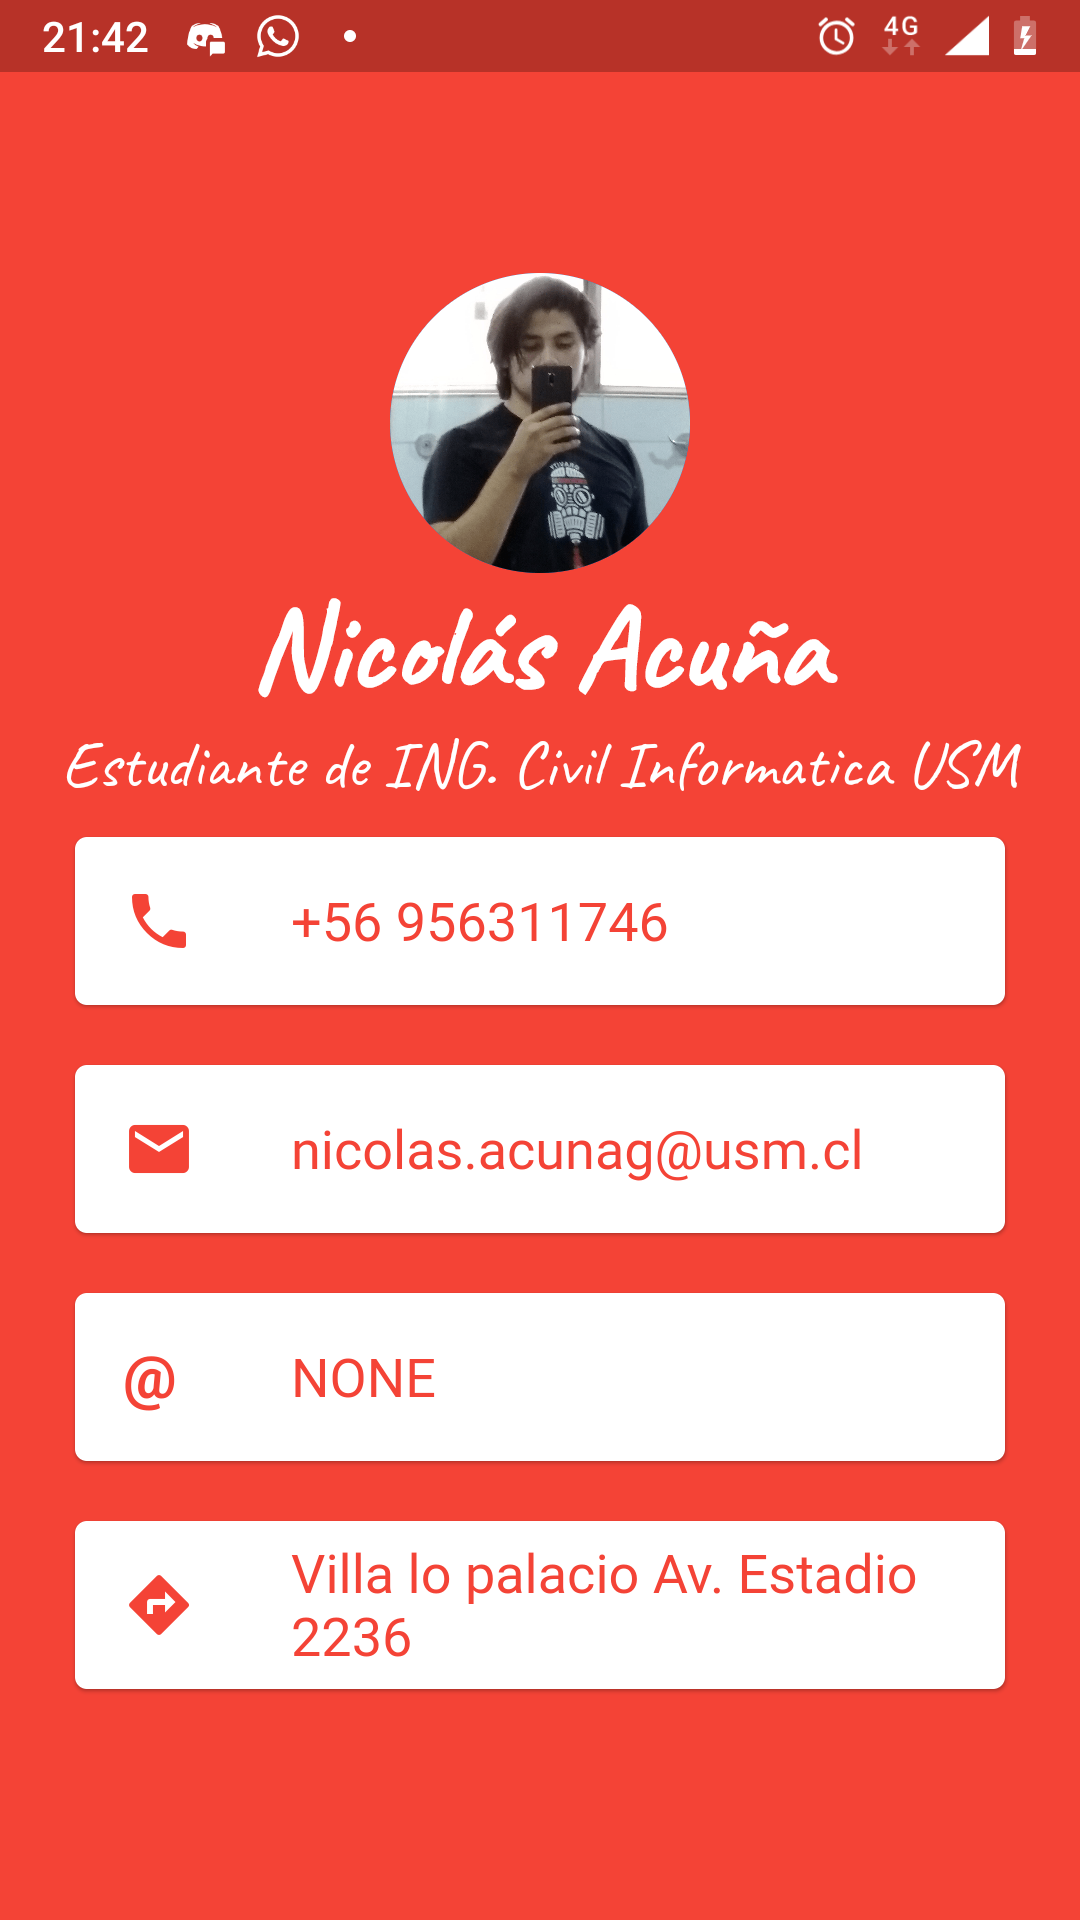 21:42
4G
Nicolás Acuña
Estudiante de ING. Civil Informatica USM
+56 956311746
nicolas.acunag@usm.cl
@ NONE
Villa lo palacio Av. Estadio
2236